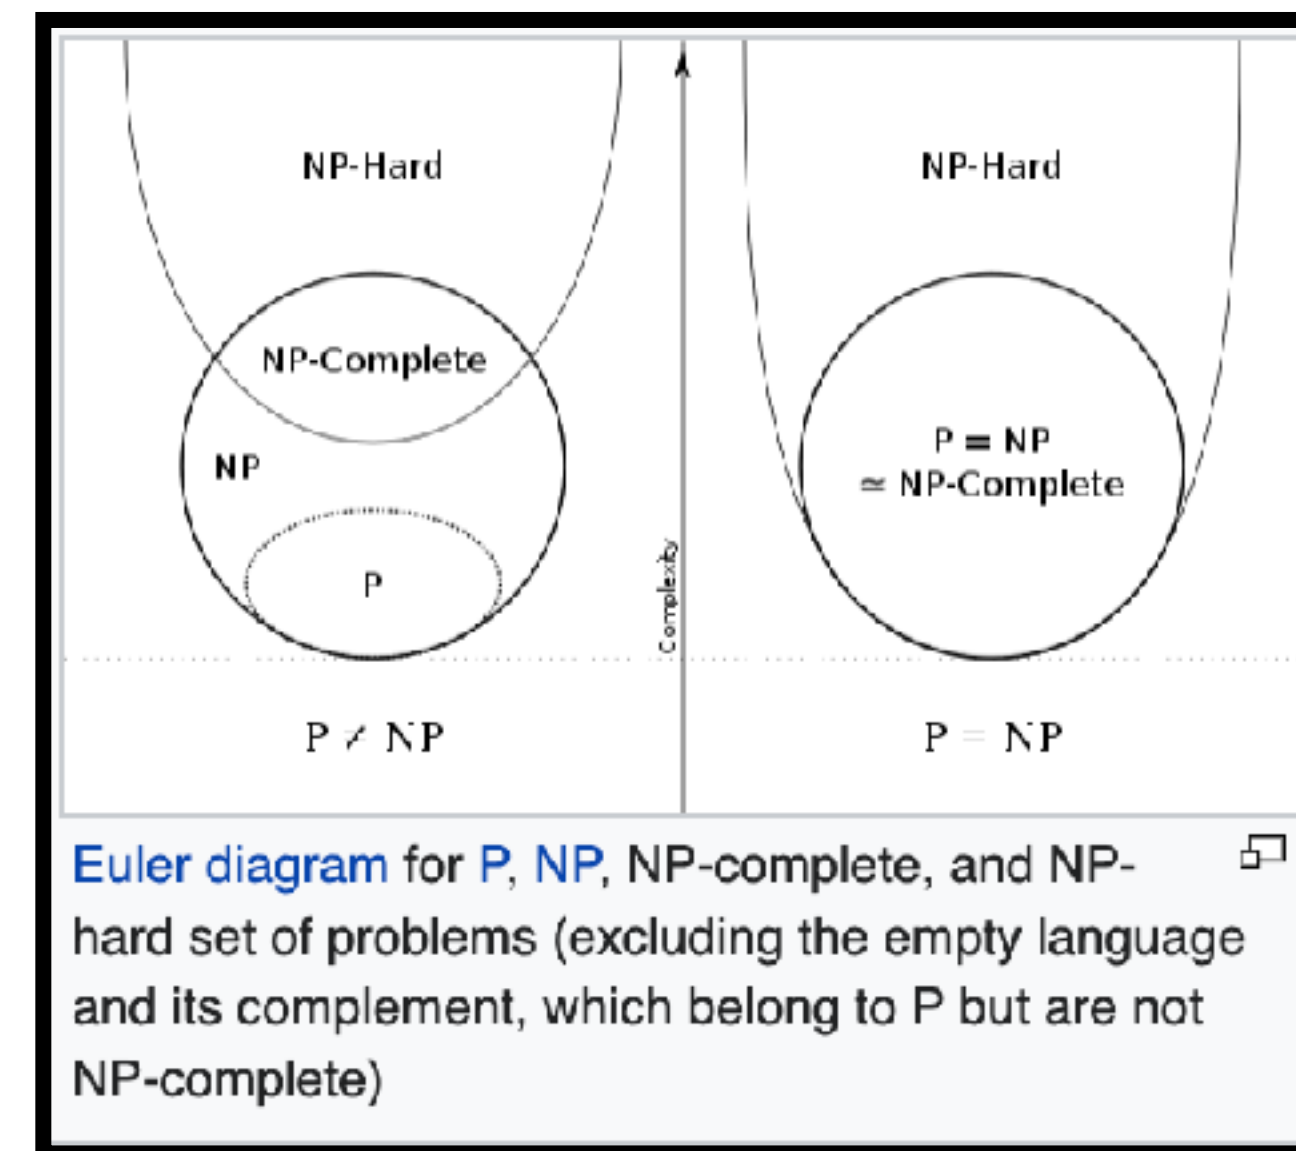 NP-Hard
NP-Complete
NP
P
P ≠ NP
Complexity
NP-Hard
P = NP
≃ NP-Complete
P = NP
Euler diagram for P, NP, NP-complete, and NP-
hard set of problems (excluding the empty language
and its complement, which belong to P but are not
NP-complete)